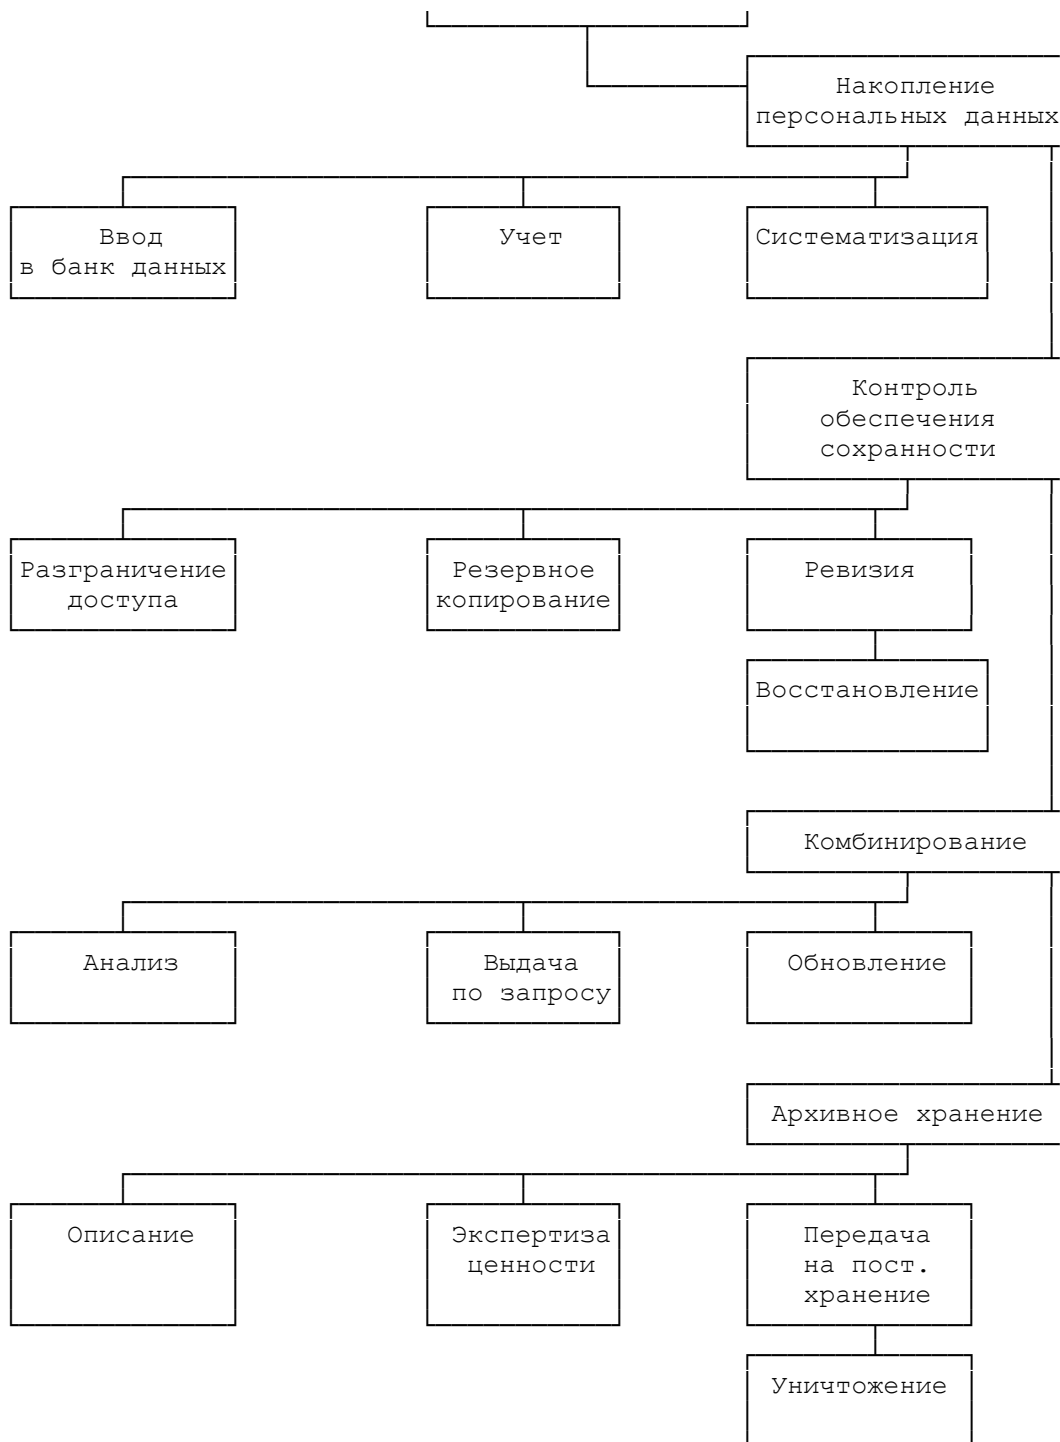 Накопление
персональных данных
Ввод
в банк данных
Учет
Систематизация
Контроль
обеспечения
сохранности
Разграничение
доступа
Резервное
копирование
Ревизия
Восстановление
Комбинирование
Анализ
Выдача
по запросу
Обновление
Архивное хранение
Описание
Экспертиза
ценности
Передача
на пост.
хранение
Уничтожение